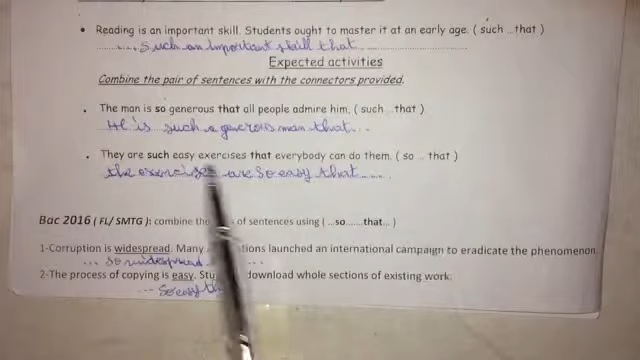 • Reading is an important skill. Students ought to master it at an early age. ( such ...that )
.... such an important skill that ......
Expected activities
Combine the pair of sentences with the connectors provided.
• The man is so generous that all people admire him. ( such ...that )
He is such a generous man that...
• They are such easy exercises that everybody can do them. ( so ... that )
the exercises are so easy that......
Bac 2016 ( FL/ SMTG ): combine the of sentences using ( ...so.......that... )
1-Corruption is widespread. Many launched an international campaign to eradicate the phenomenon.
... so widespread ...
2-The process of copying is easy. download whole sections of existing work.
... so easy